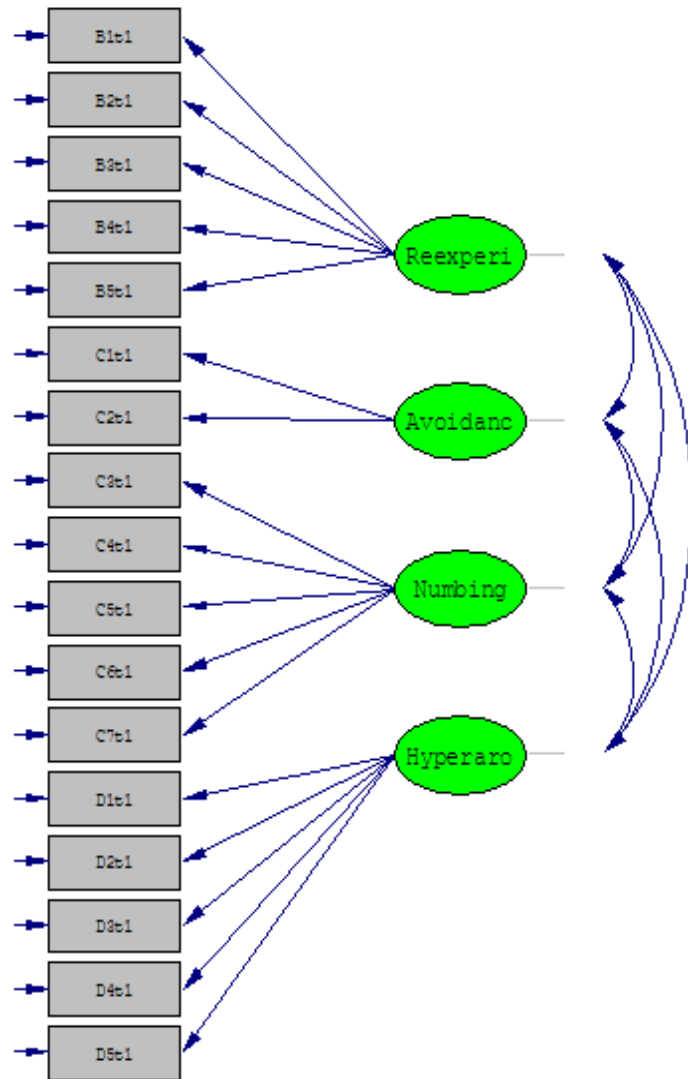 B1t1
B2t1
B3t1
B4t1
B5t1
C1t1
C2t1
C3t1
C4t1
C5t1
C6t1
C7t1
D1t1
D2t1
D3t1
D4t1
D5t1
Reexperi
Avoidanc
Numbing
Hyperaro